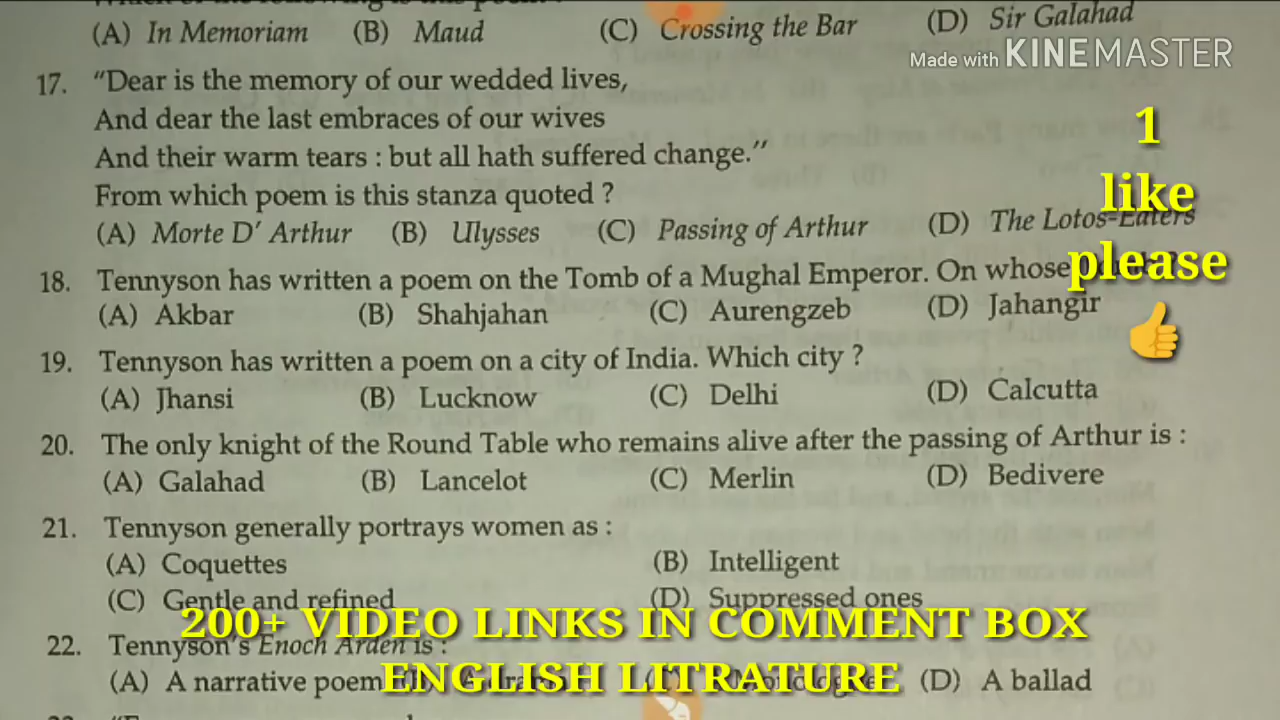 (A) In Memoriam (B) Maud (C) Crossing the Bar (D) Sir Galahad
Made with KINEMASTER
17. "Dear is the memory of our wedded lives,
And dear the last embraces of our wives
And their warm tears : but all hath suffered change."
From which poem is this stanza quoted ?
(A) Morte D' Arthur (B) Ulysses (C) Passing of Arthur (D) The Lotos-Eaters
18. Tennyson has written a poem on the Tomb of a Mughal Emperor. On whose
(A) Akbar (B) Shahjahan (C) Aurengzeb (D) Jahangir
19. Tennyson has written a poem on a city of India. Which city ?
(A) Jhansi (B) Lucknow (C) Delhi (D) Calcutta
20. The only knight of the Round Table who remains alive after the passing of Arthur is :
(A) Galahad (B) Lancelot (C) Merlin (D) Bedivere
21. Tennyson generally portrays women as :
(A) Coquettes (B) Intelligent
(C) Gentle and refined (D) Suppressed ones
22. Tennyson's Enoch Arden is :
(A) A narrative poem (D) A ballad
1
like
please
200+ VIDEO LINKS IN COMMENT BOX
ENGLISH LITRATURE